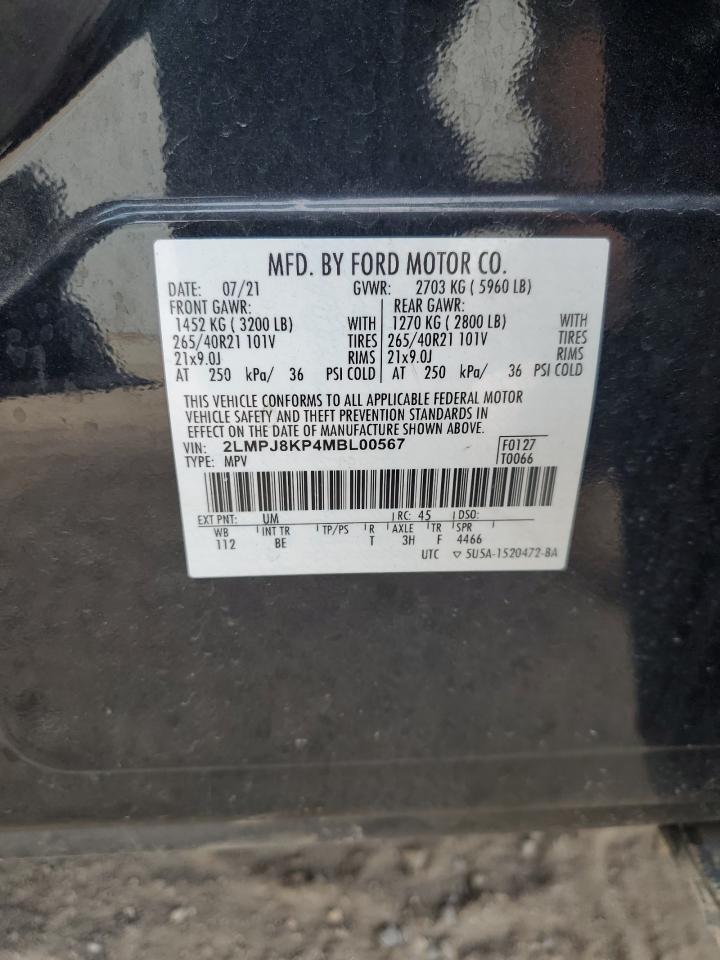 MFD. BY FORD MOTOR CO.
DATE: 07/21 GVWR: 2703 KG ( 5960 LB)
FRONT GAWR: REAR GAWR:
1452 KG ( 3200 LB) WITH 1270 KG ( 2800 LB) WITH
265/40R21 101V TIRES 265/40R21 101V TIRES
21x9.0J RIMS 21x9.0J RIMS
AT 250 kPa/ 36 PSI COLD AT 250 kPa/ 36 PSI COLD
THIS VEHICLE CONFORMS TO ALL APPLICABLE FEDERAL MOTOR
VEHICLE SAFETY AND THEFT PREVENTION STANDARDS IN
EFFECT ON THE DATE OF MANUFACTURE SHOWN ABOVE.
VIN: 2LMPJ8KP4MBL00567 F0127
TYPE: MPV T0066
EXT PNT: UM RC: 45 DSO:
WB INT TR TP/PS R AXLE TR SPR
112 BE T 3H F 4466
UTC ▽ 5U5A-1520472-BA